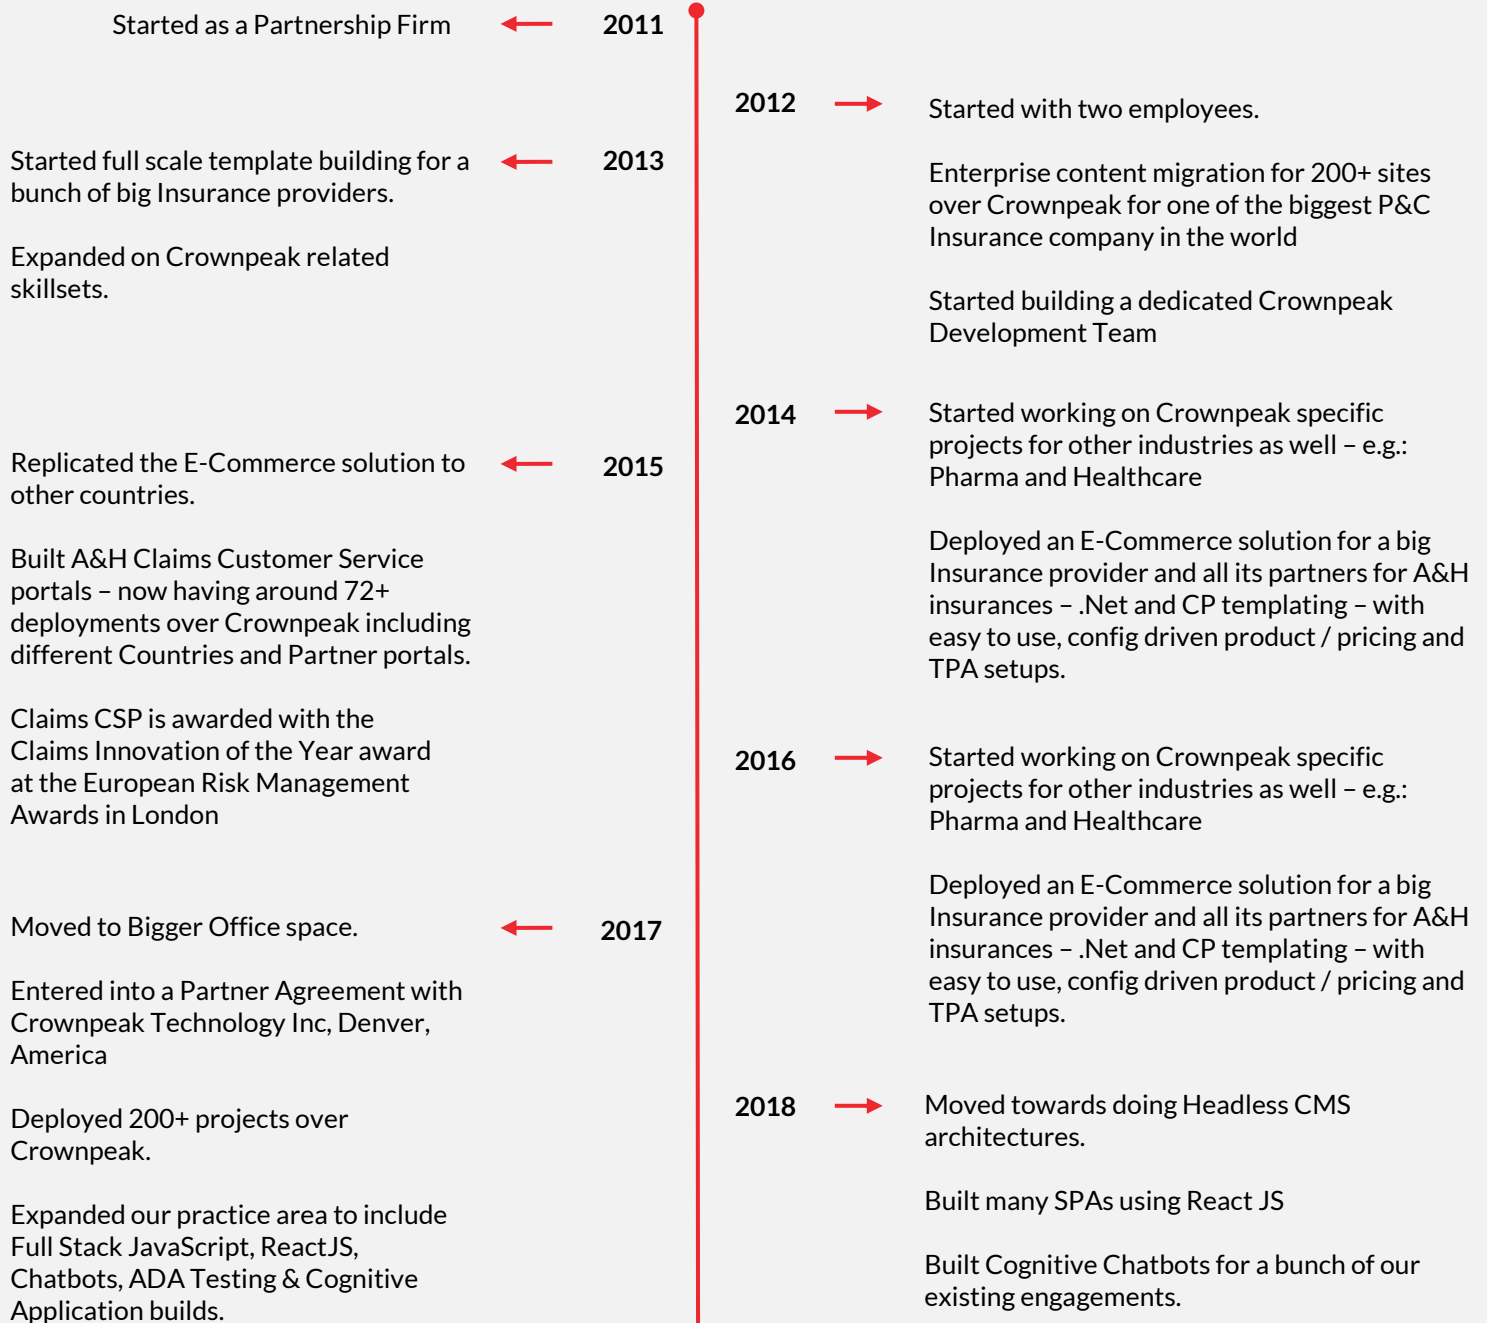 Started as a Partnership Firm
2011
2012
Started with two employees.
Enterprise content migration for 200+ sites
over Crownpeak for one of the biggest P&C
Insurance company in the world
Started building a dedicated Crownpeak
Development Team
Started full scale template building for a
bunch of big Insurance providers.
Expanded on Crownpeak related
skillsets.
2013
2014
Started working on Crownpeak specific
projects for other industries as well – e.g.:
Pharma and Healthcare
Deployed an E-Commerce solution for a big
Insurance provider and all its partners for A&H
insurances – .Net and CP templating – with
easy to use, config driven product / pricing and
TPA setups.
Replicated the E-Commerce solution to
other countries.
Built A&H Claims Customer Service
portals – now having around 72+
deployments over Crownpeak including
different Countries and Partner portals.
Claims CSP is awarded with the
Claims Innovation of the Year award
at the European Risk Management
Awards in London
2015
2016
Started working on Crownpeak specific
projects for other industries as well – e.g.:
Pharma and Healthcare
Deployed an E-Commerce solution for a big
Insurance provider and all its partners for A&H
insurances – .Net and CP templating – with
easy to use, config driven product / pricing and
TPA setups.
Moved to Bigger Office space.
Entered into a Partner Agreement with
Crownpeak Technology Inc, Denver,
America
Deployed 200+ projects over
Crownpeak.
Expanded our practice area to include
Full Stack JavaScript, ReactJS,
Chatbots, ADA Testing & Cognitive
Application builds.
2017
2018
Moved towards doing Headless CMS
architectures.
Built many SPAs using React JS
Built Cognitive Chatbots for a bunch of our
existing engagements.